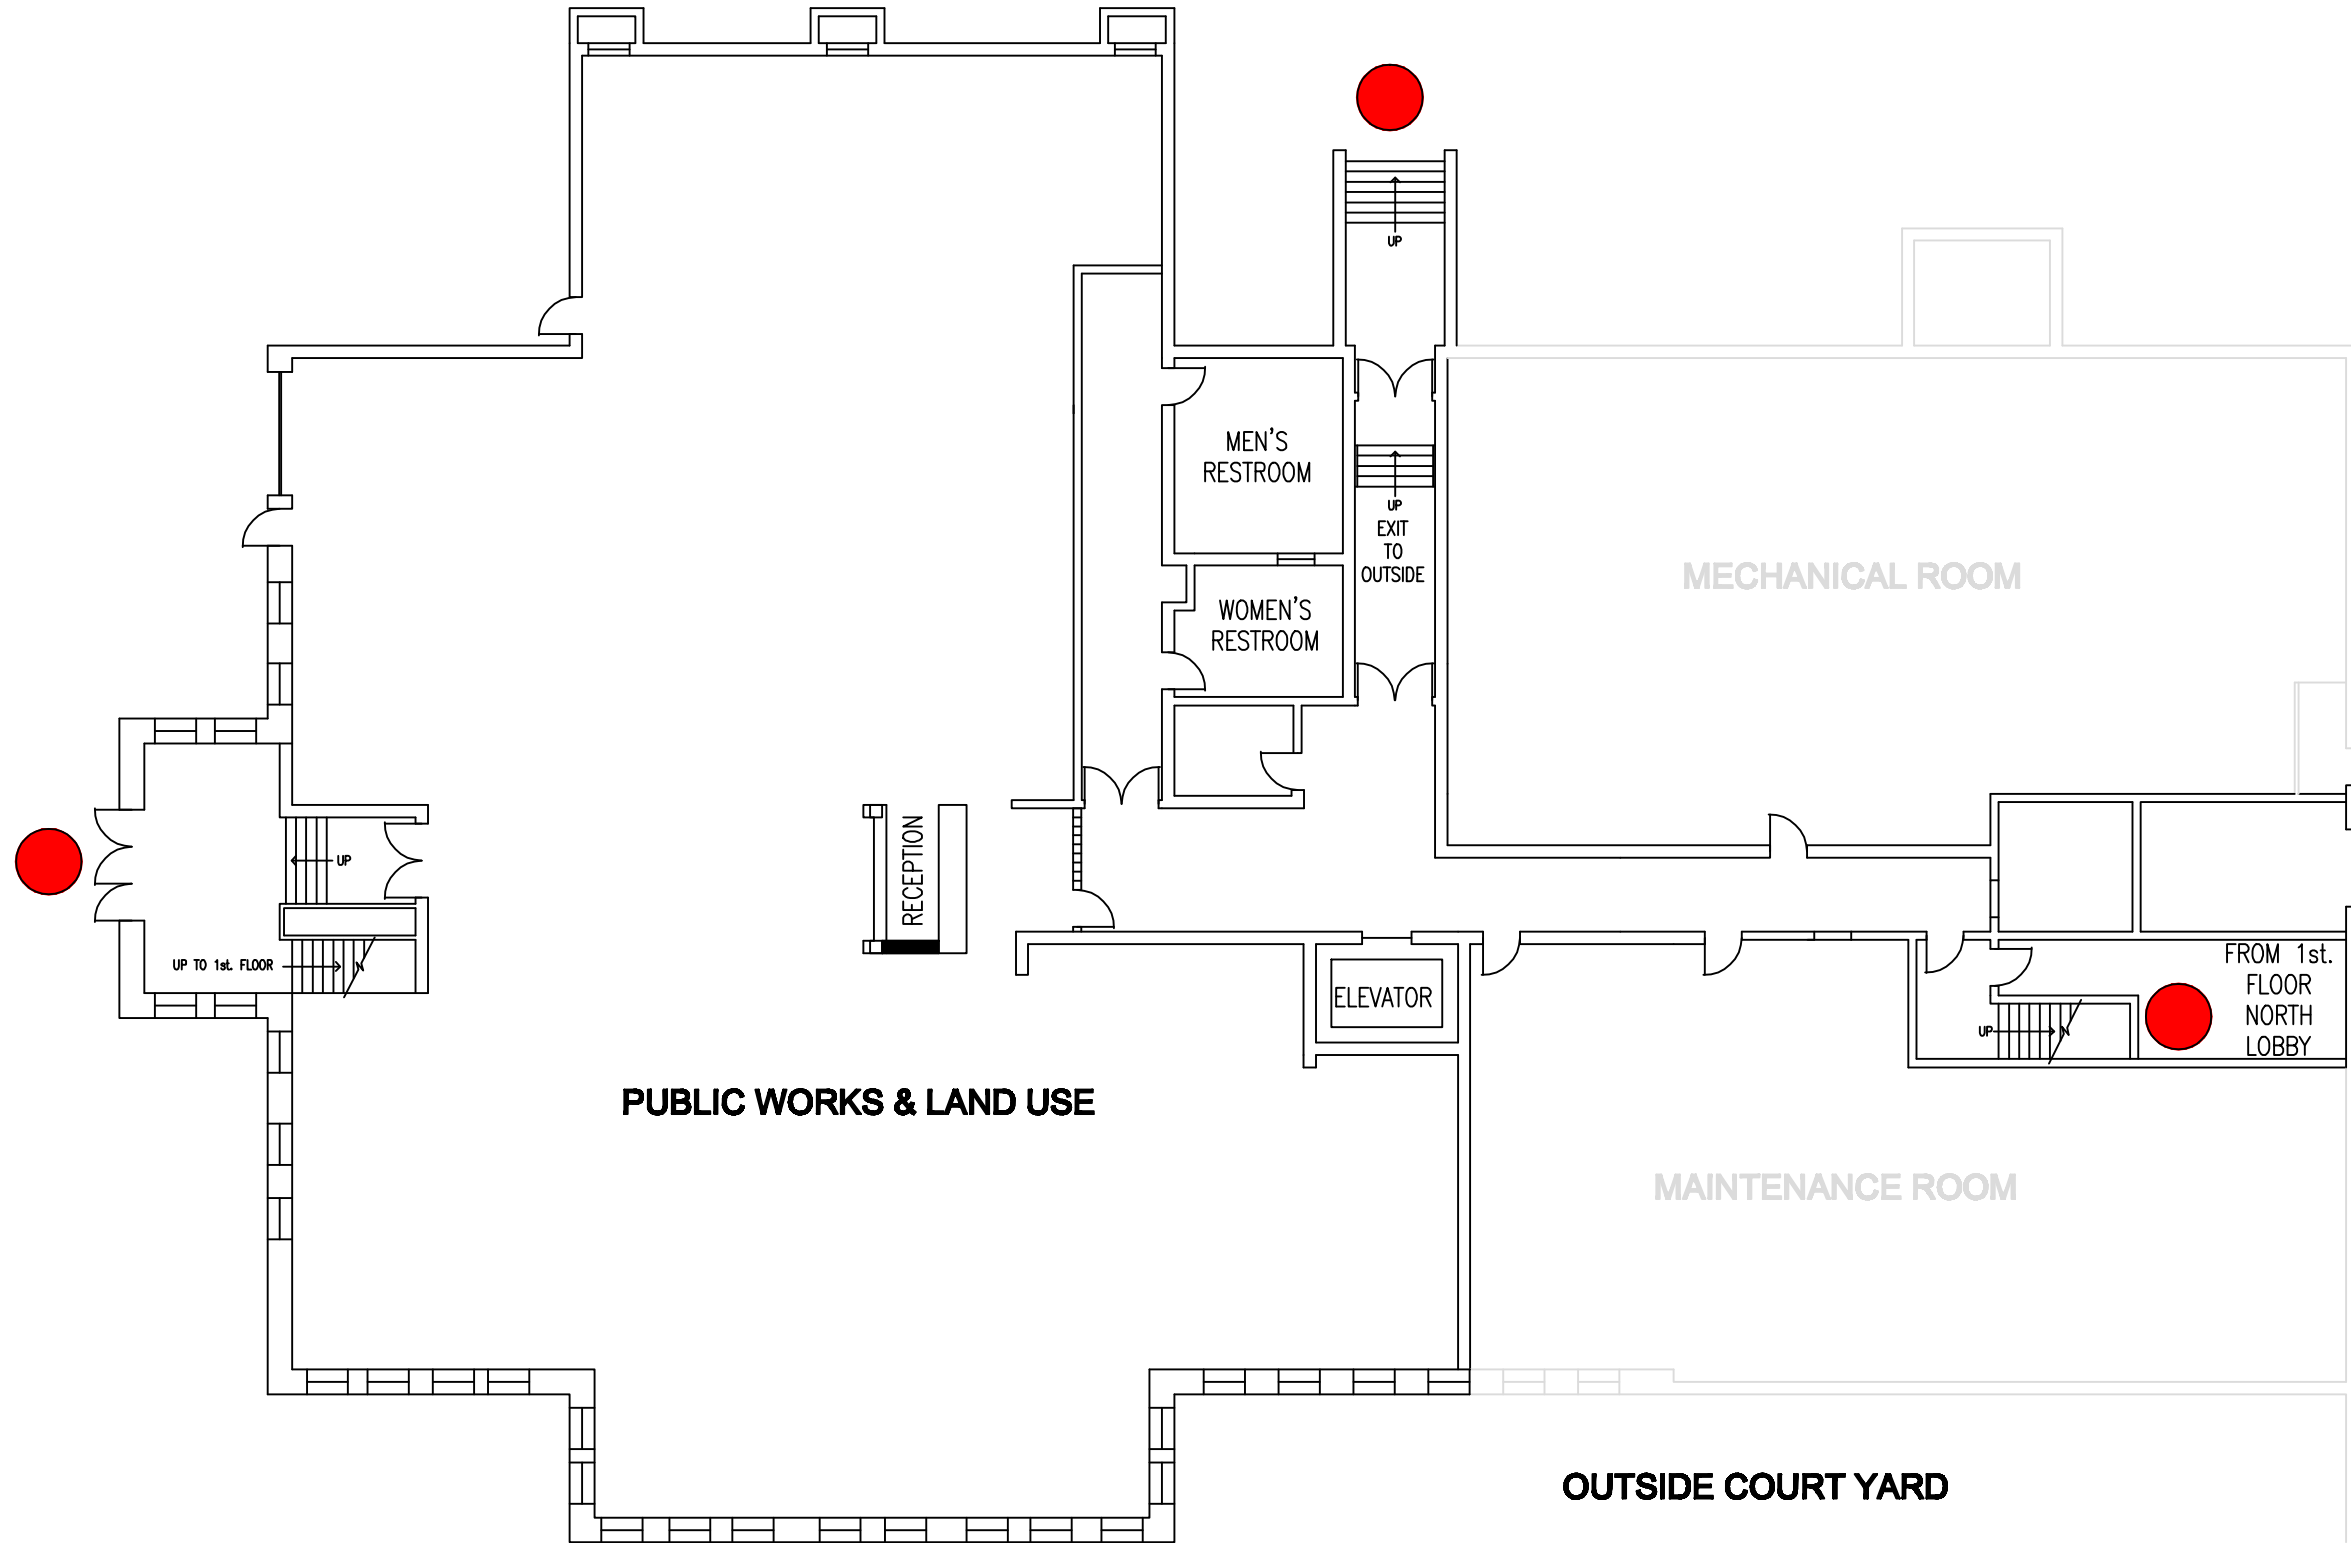 UP
MEN'S
RESTROOM
UP
EXIT
TO
OUTSIDE
MECHANICAL ROOM
WOMEN'S
RESTROOM
UP
RECEPTION
UP TO 1st. FLOOR
ELEVATOR
FROM 1st.
FLOOR
NORTH
LOBBY
UP
PUBLIC WORKS & LAND USE
MAINTENANCE ROOM
OUTSIDE COURT YARD